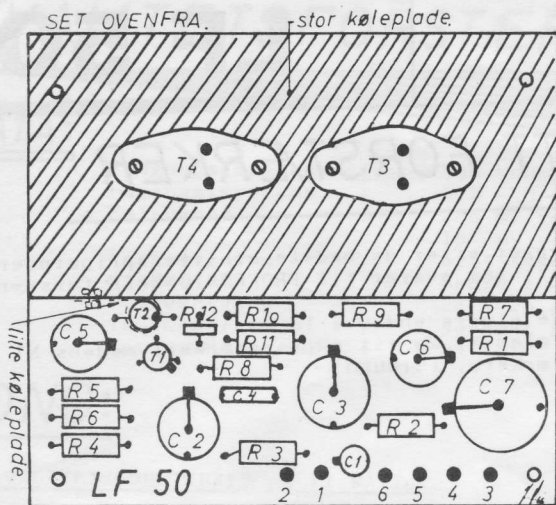 SET OVENFRA.
stor køleplade.
T4
T3
lille køleplade.
C5
T2
R12
R10
R9
R7
T1
R11
C6
R1
R8
R5
C4
C3
C7
R6
C2
R2
R4
R3
C1
LF 50
2 1 6 5 4 3